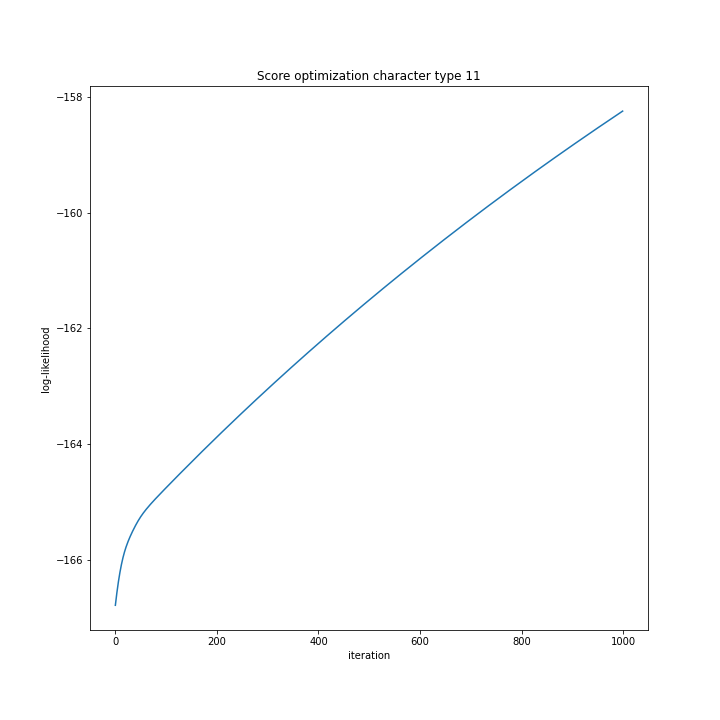 Score optimization character type 11
−158
−160
−162
−164
−166
log-likelihood
0 200 400 600 800 1000
iteration